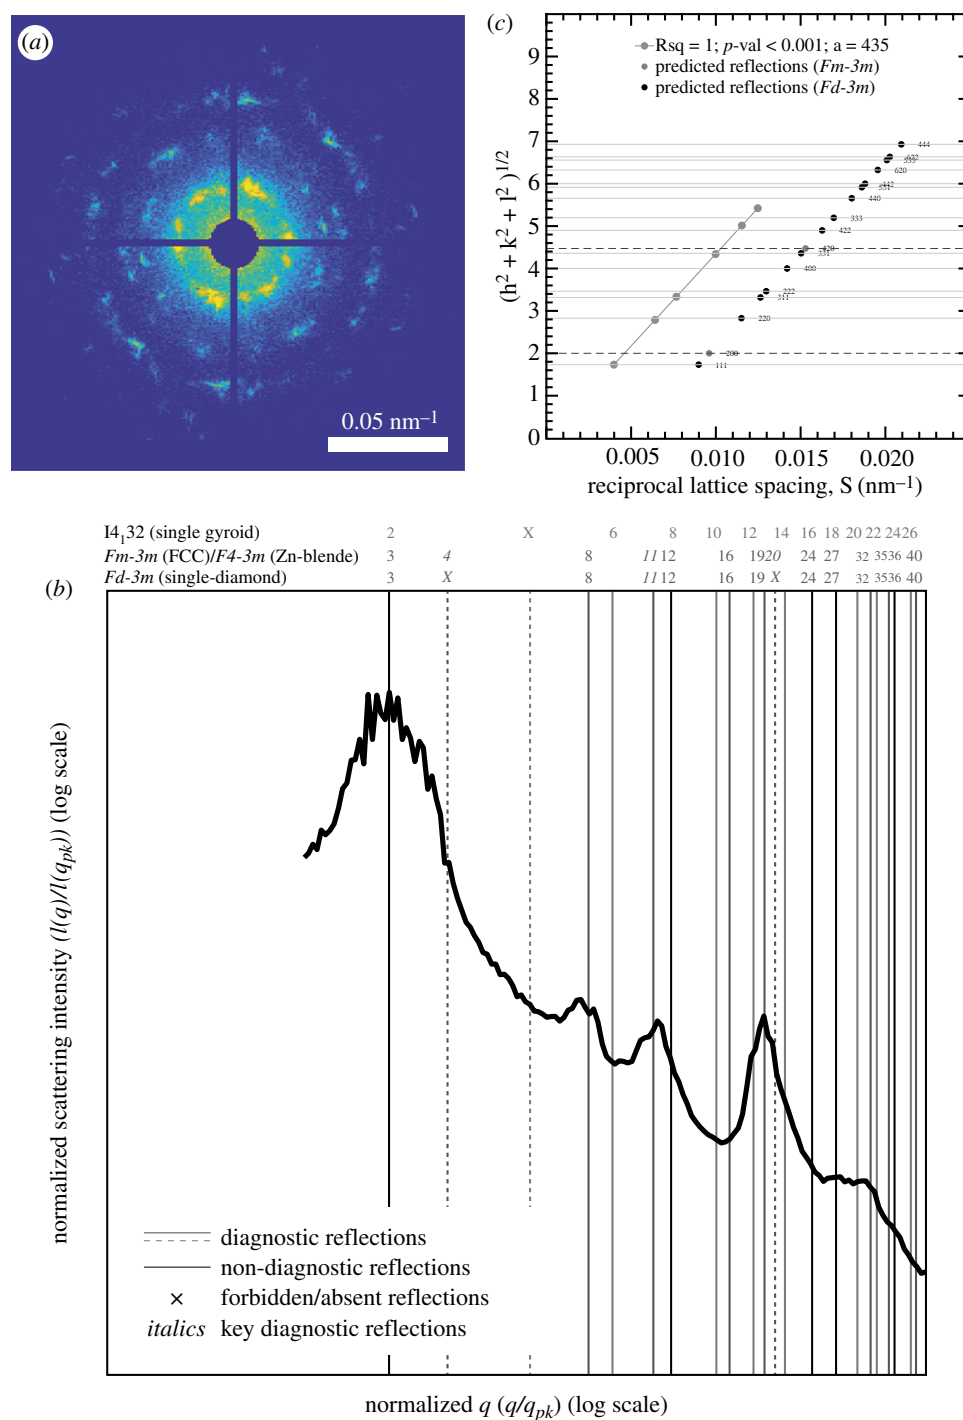 (a)
0.05 nm⁻¹
(c)
Rsq = 1; p-val < 0.001; a = 435
predicted reflections (Fm-3m)
predicted reflections (Fd-3m)
9
8
7
6
5
4
3
2
1
0
(h² + k² + l²)¹/²
444
622
533
620
442
531
440
333
422
420
331
400
222
311
220
200
111
0.005 0.010 0.015 0.020
reciprocal lattice spacing, S (nm⁻¹)
I4₁32 (single gyroid) 2 X 6 8 10 12 14 16 18 20 22 24 26
Fm-3m (FCC)/F4-3m (Zn-blende) 3 4 8 11 12 16 19 20 24 27 32 35 36 40
Fd-3m (single-diamond) 3 X 8 11 12 16 19 X 24 27 32 35 36 40
(b)
normalized scattering intensity (I(q)/I(qpk)) (log scale)
diagnostic reflections
non-diagnostic reflections
× forbidden/absent reflections
italics key diagnostic reflections
normalized q (q/qpk) (log scale)